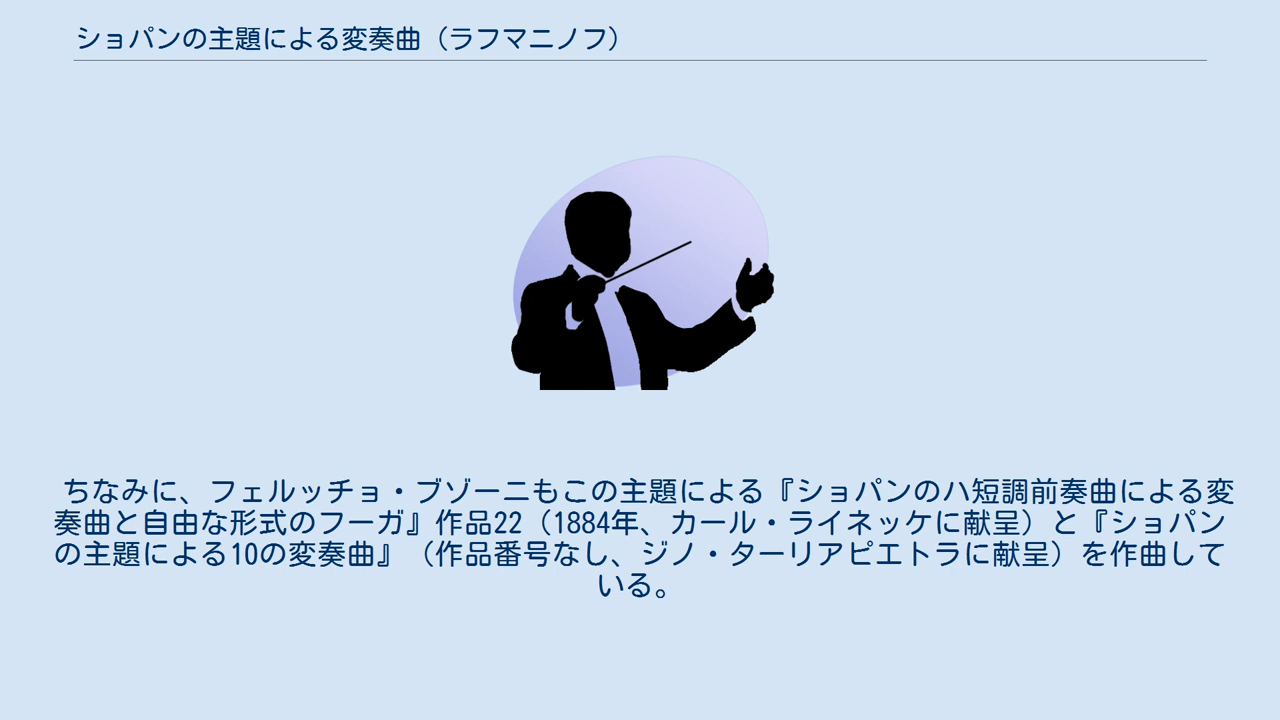 ショパンの主題による変奏曲（ラフマニノフ）
ちなみに、フェルッチョ・ブゾーニもこの主題による『ショパンのハ短調前奏曲による変
奏曲と自由な形式のフーガ』作品22（1884年、カール・ライネッケに献呈）と『ショパン
の主題による10の変奏曲』（作品番号なし、ジノ・ターリアピエトラに献呈）を作曲して
いる。